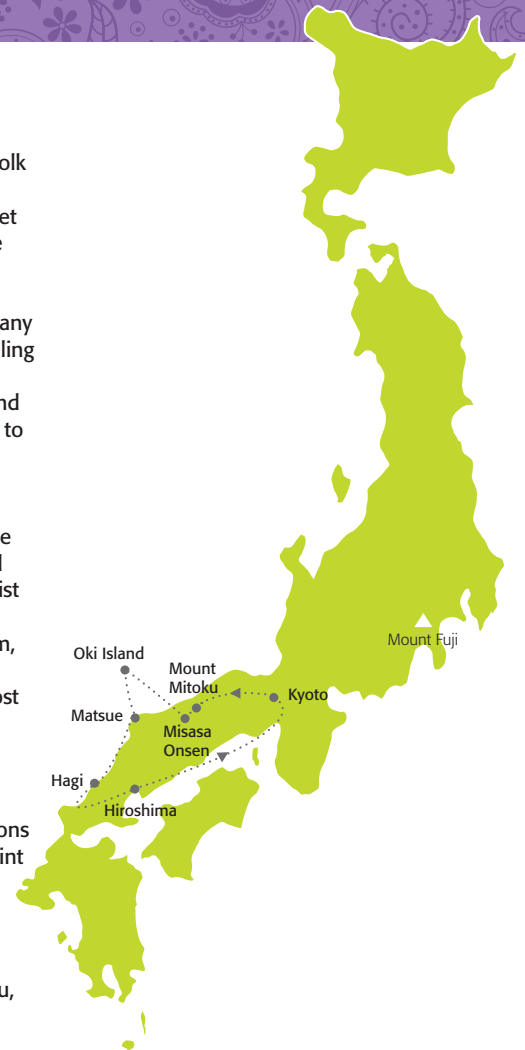 olk
et
e
any
ling
nd
to
e
l
ist
m,
ost
ons
int
u,
Mount Fuji
Oki Island
Mount
Mitoku
Kyoto
Matsue
Misasa
Onsen
Hagi
Hiroshima